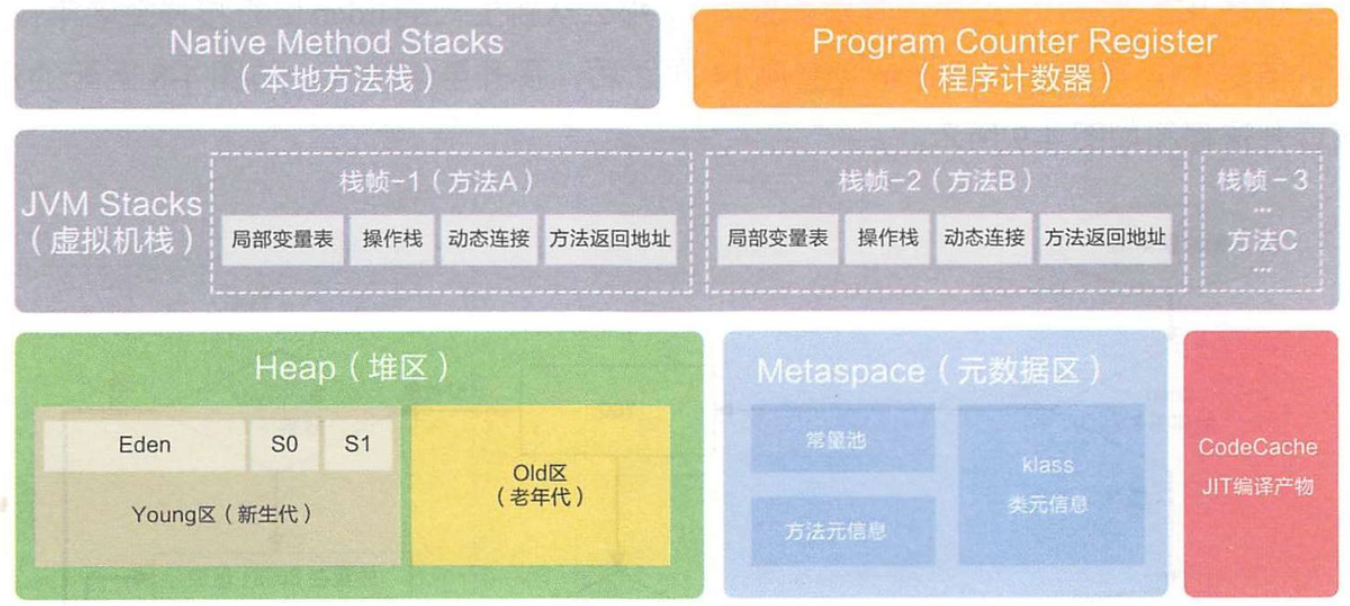 Native Method Stacks
（本地方法栈）
Program Counter Register
（程序计数器）
JVM Stacks
（虚拟机栈）
栈帧-1（方法A）
局部变量表
操作栈
动态连接
方法返回地址
栈帧-2（方法B）
局部变量表
操作栈
动态连接
方法返回地址
栈帧-3
...
方法C
...
Heap（堆区）
Eden
S0
S1
Young区（新生代）
Old区
（老年代）
Metaspace（元数据区）
常量池
方法元信息
klass
类元信息
CodeCache
JIT编译产物